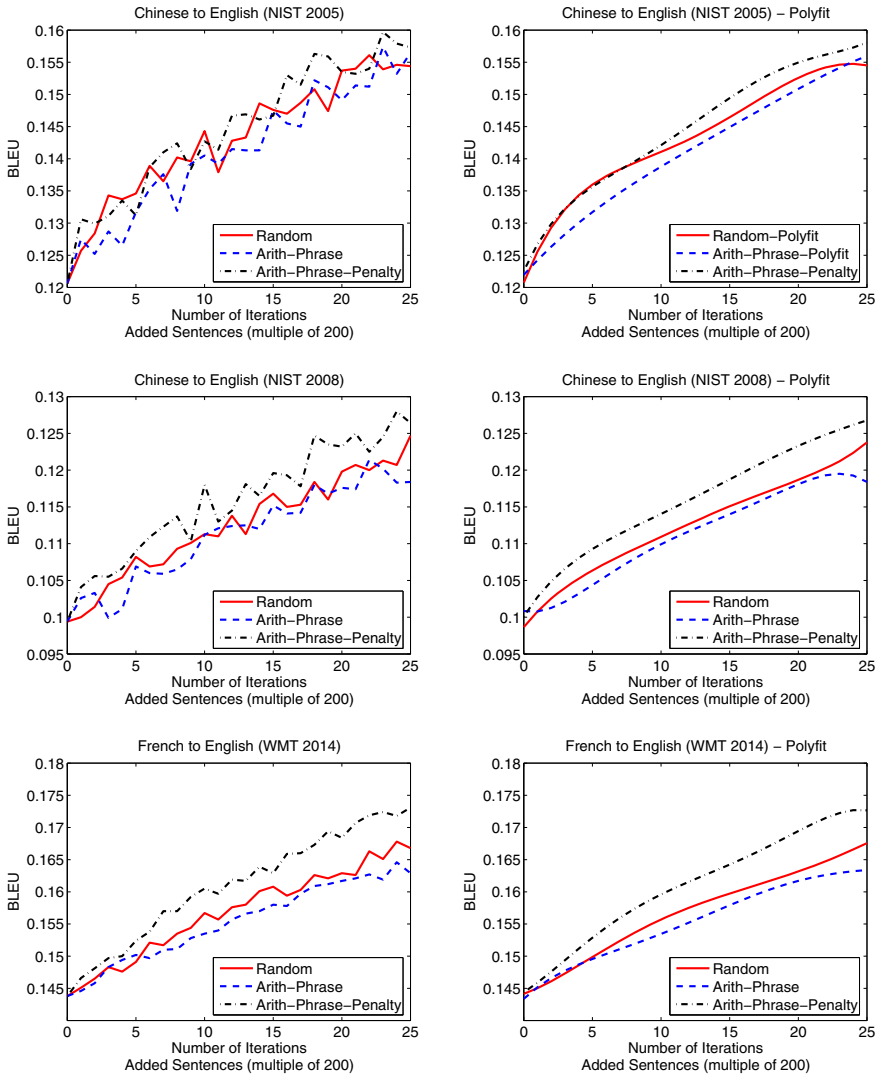 Chinese to English (NIST 2005)
0.16
0.155
0.15
0.145
0.14
0.135
0.13
0.125
0.12
BLEU
Random
Arith−Phrase
Arith−Phrase−Penalty
0 5 10 15 20 25
Number of Iterations
Added Sentences (multiple of 200)
Chinese to English (NIST 2005) − Polyfit
0.16
0.155
0.15
0.145
0.14
0.135
0.13
0.125
0.12
BLEU
Random−Polyfit
Arith−Phrase−Polyfit
Arith−Phrase−Penalty
0 5 10 15 20 25
Number of Iterations
Added Sentences (multiple of 200)
Chinese to English (NIST 2008)
0.13
0.125
0.12
0.115
0.11
0.105
0.1
0.095
BLEU
Random
Arith−Phrase
Arith−Phrase−Penalty
0 5 10 15 20 25
Number of Iterations
Added Sentences (multiple of 200)
Chinese to English (NIST 2008) − Polyfit
0.13
0.125
0.12
0.115
0.11
0.105
0.1
0.095
BLEU
Random
Arith−Phrase
Arith−Phrase−Penalty
0 5 10 15 20 25
Number of Iterations
Added Sentences (multiple of 200)
French to English (WMT 2014)
0.18
0.175
0.17
0.165
0.16
0.155
0.15
0.145
BLEU
Random
Arith−Phrase
Arith−Phrase−Penalty
0 5 10 15 20 25
Number of Iterations
Added Sentences (multiple of 200)
French to English (WMT 2014) − Polyfit
0.18
0.175
0.17
0.165
0.16
0.155
0.15
0.145
BLEU
Random
Arith−Phrase
Arith−Phrase−Penalty
0 5 10 15 20 25
Number of Iterations
Added Sentences (multiple of 200)